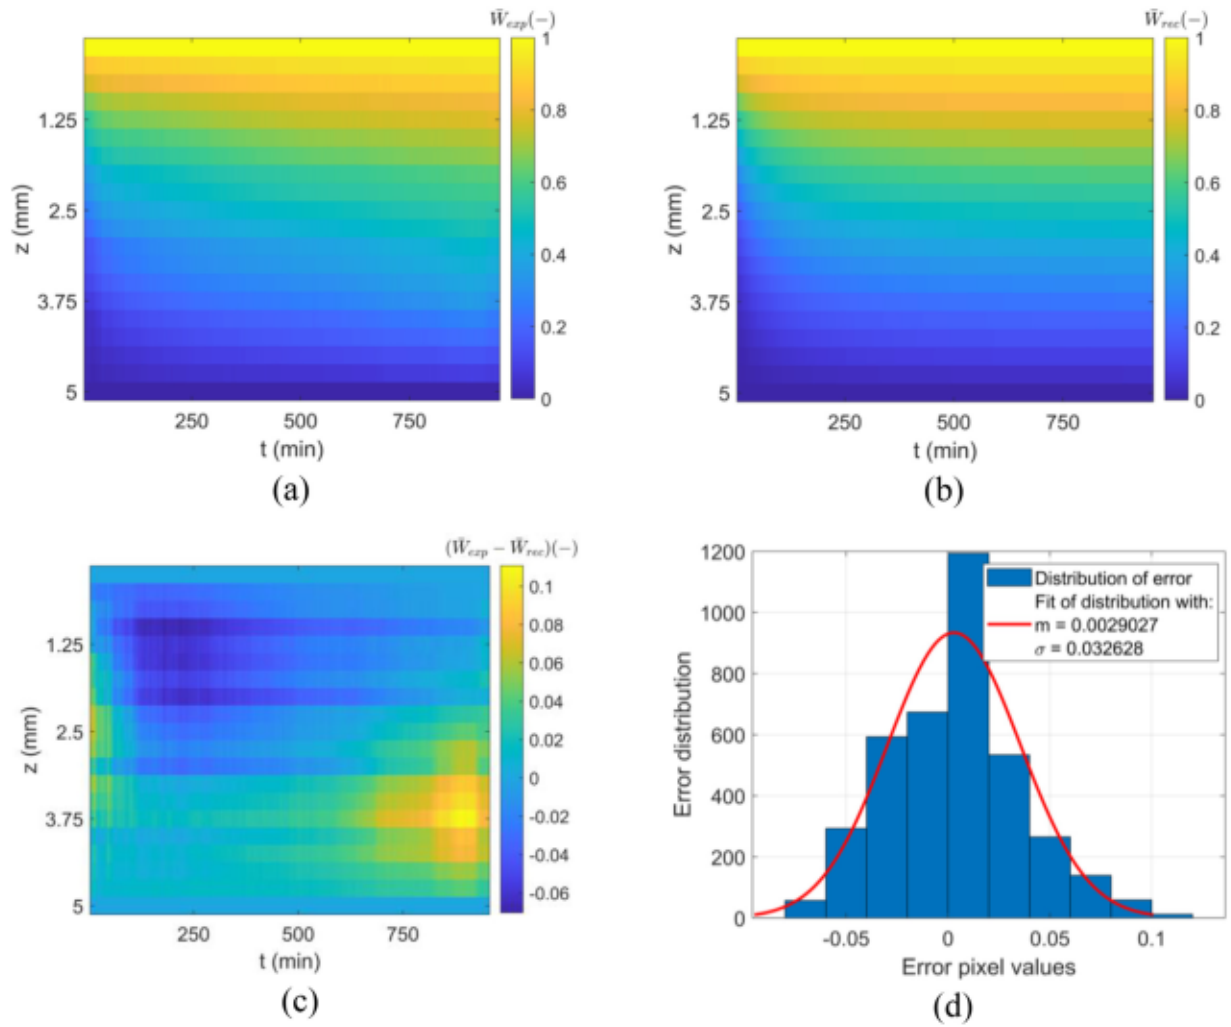 W̄exp(−)
1
0.8
0.6
0.4
0.2
0
1.25
2.5
3.75
5
z (mm)
250
500
750
t (min)
(a)
W̄rec(−)
1
0.8
0.6
0.4
0.2
0
1.25
2.5
3.75
5
z (mm)
250
500
750
t (min)
(b)
(W̄exp − W̄rec)(−)
0.1
0.08
0.06
0.04
0.02
0
-0.02
-0.04
-0.06
1.25
2.5
3.75
5
z (mm)
250
500
750
t (min)
(c)
1200
1000
800
600
400
200
0
Error distribution
Distribution of error
Fit of distribution with:
m = 0.0029027
σ = 0.032628
-0.05
0
0.05
0.1
Error pixel values
(d)